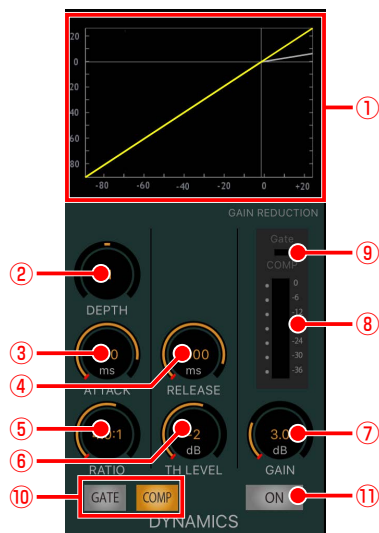 20
0
20
40
60
80
-80 -60 -40 -20 0 +20
①
GAIN REDUCTION
Gate
⑨
COMP
②
DEPTH
0
-6
-12
⑧
-24
-30
-36
③
ms
ATTACK
④
ms
RELEASE
⑤
:1
RATIO
⑥
dB
TH LEVEL
3.0
dB
GAIN
⑦
⑩
GATE
COMP
ON
⑪
DYNAMICS